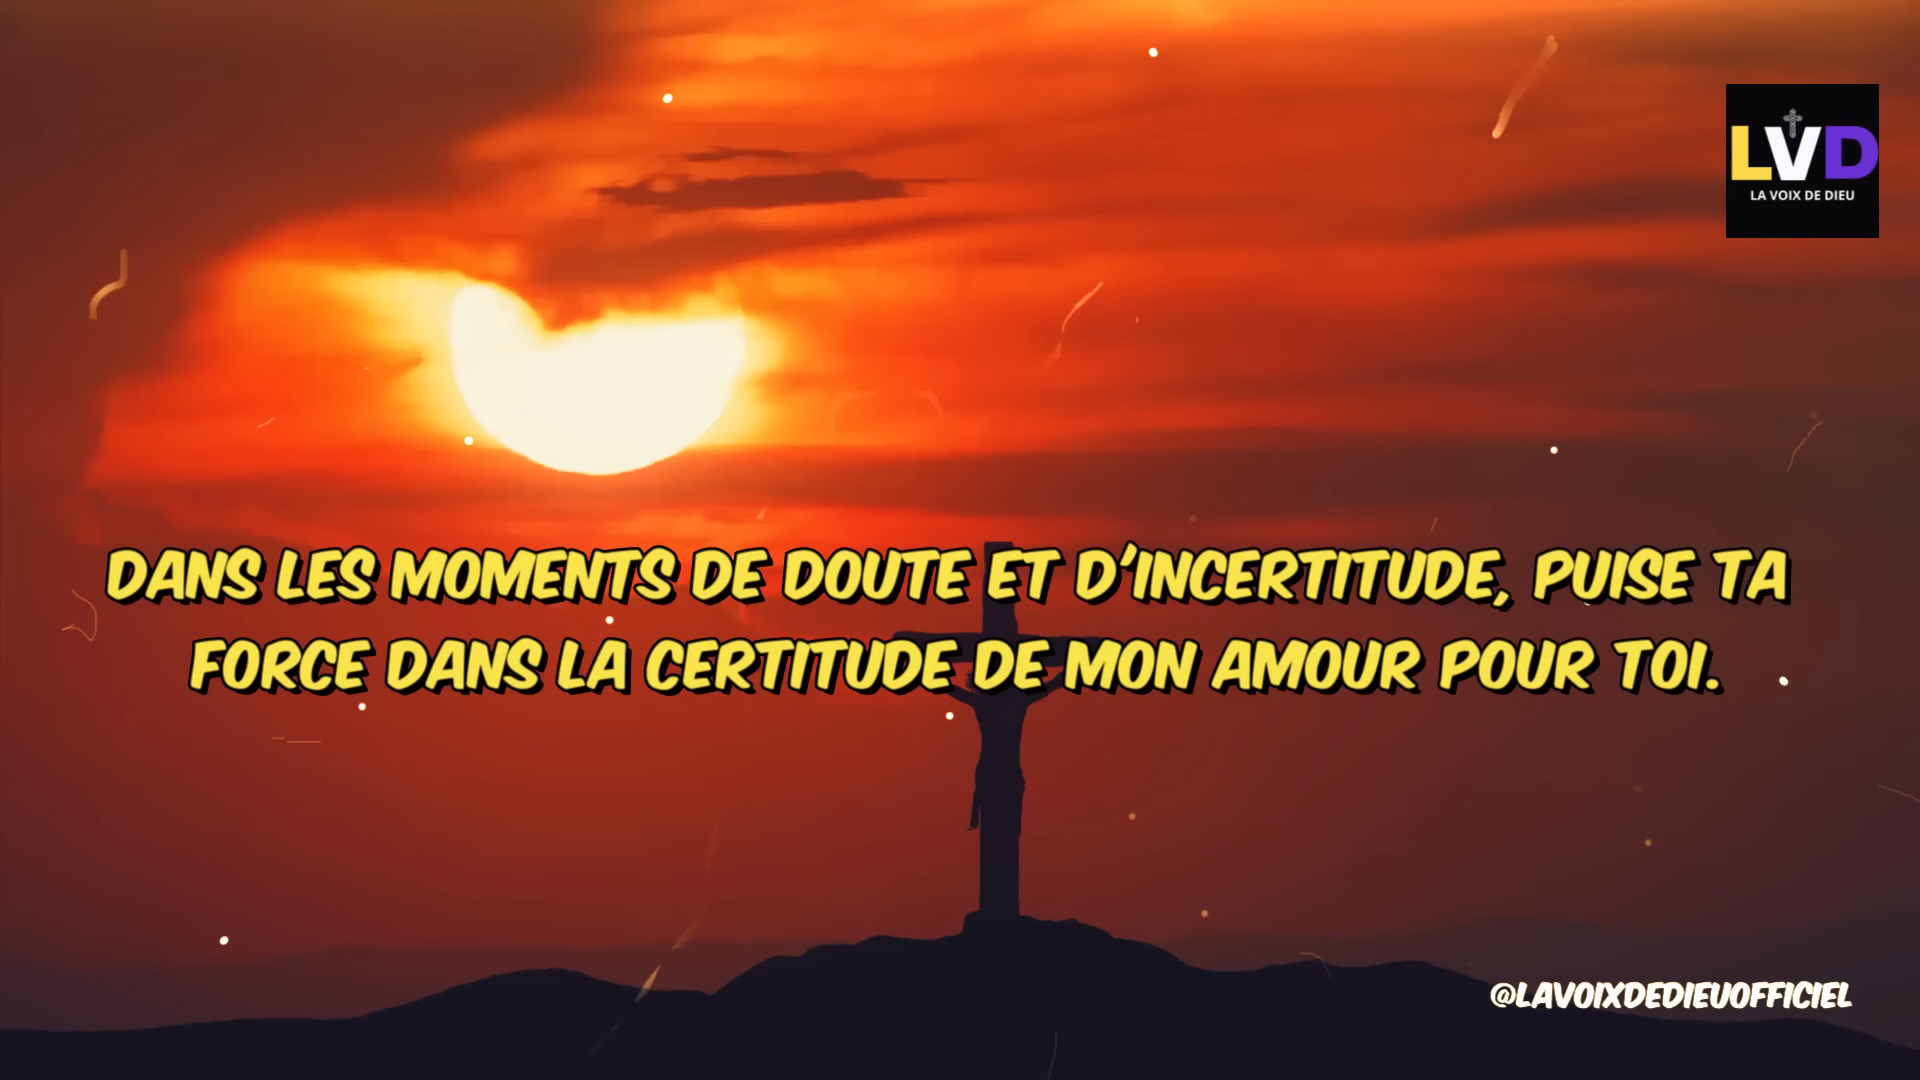 LVD
LA VOIX DE DIEU
DANS LES MOMENTS DE DOUTE ET D'INCERTITUDE, PUISE TA
FORCE DANS LA CERTITUDE DE MON AMOUR POUR TOI.
@LAVOIXDEDIEUOFFICIEL